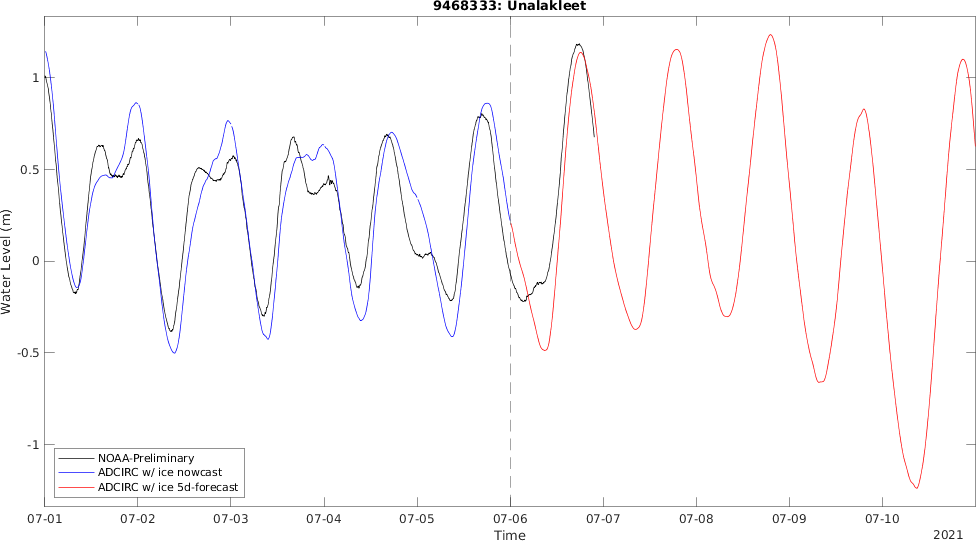 9468333: Unalakleet
Water Level (m)
1
0.5
0
-0.5
-1
NOAA-Preliminary
ADCIRC w/ ice nowcast
ADCIRC w/ ice 5d-forecast
07-01 07-02 07-03 07-04 07-05 07-06 07-07 07-08 07-09 07-10
Time
2021